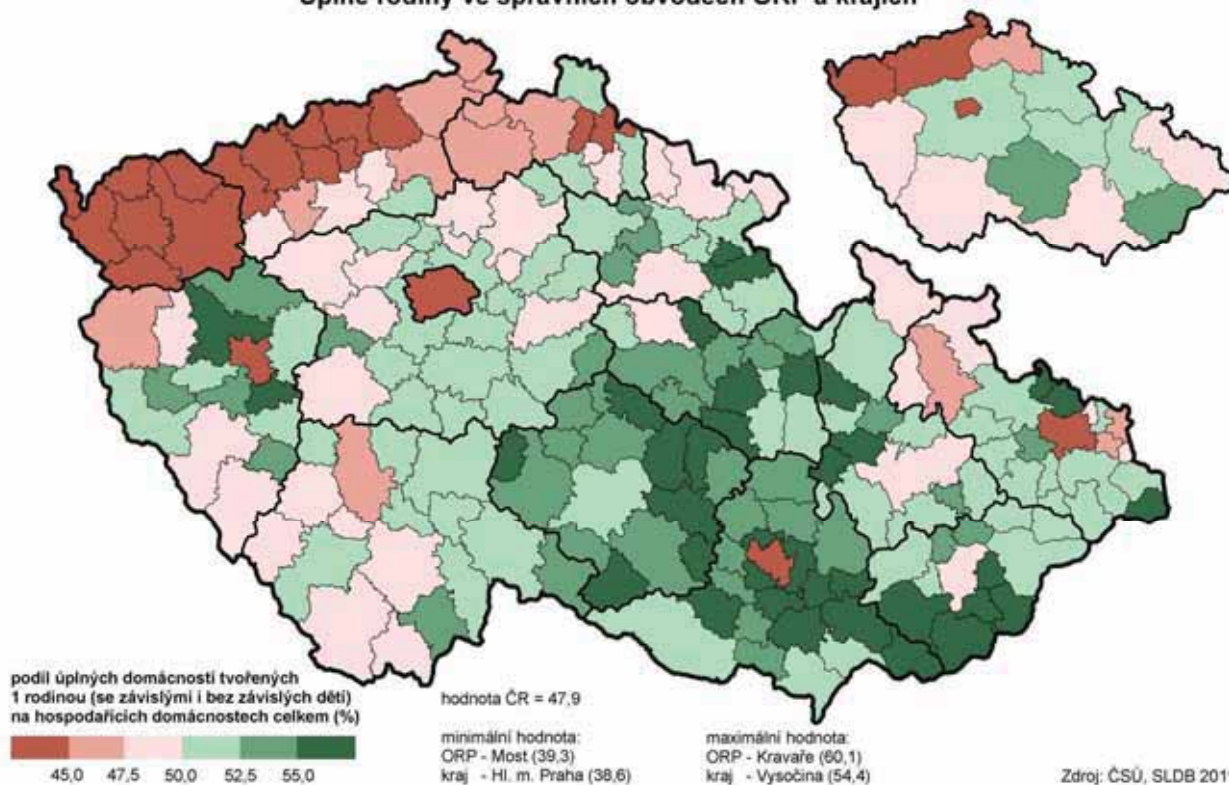 podíl úplných domácností tvořených
1 rodinou (se závislými i bez závislých dětí)
na hospodařících domácnostech celkem (%)
45,0 47,5 50,0 52,5 55,0
hodnota ČR = 47,9
minimální hodnota:
ORP - Most (39,3)
kraj - Hl. m. Praha (38,6)
maximální hodnota:
ORP - Kravaře (60,1)
kraj - Vysočina (54,4)
Zdroj: ČSÚ, SLDB 201